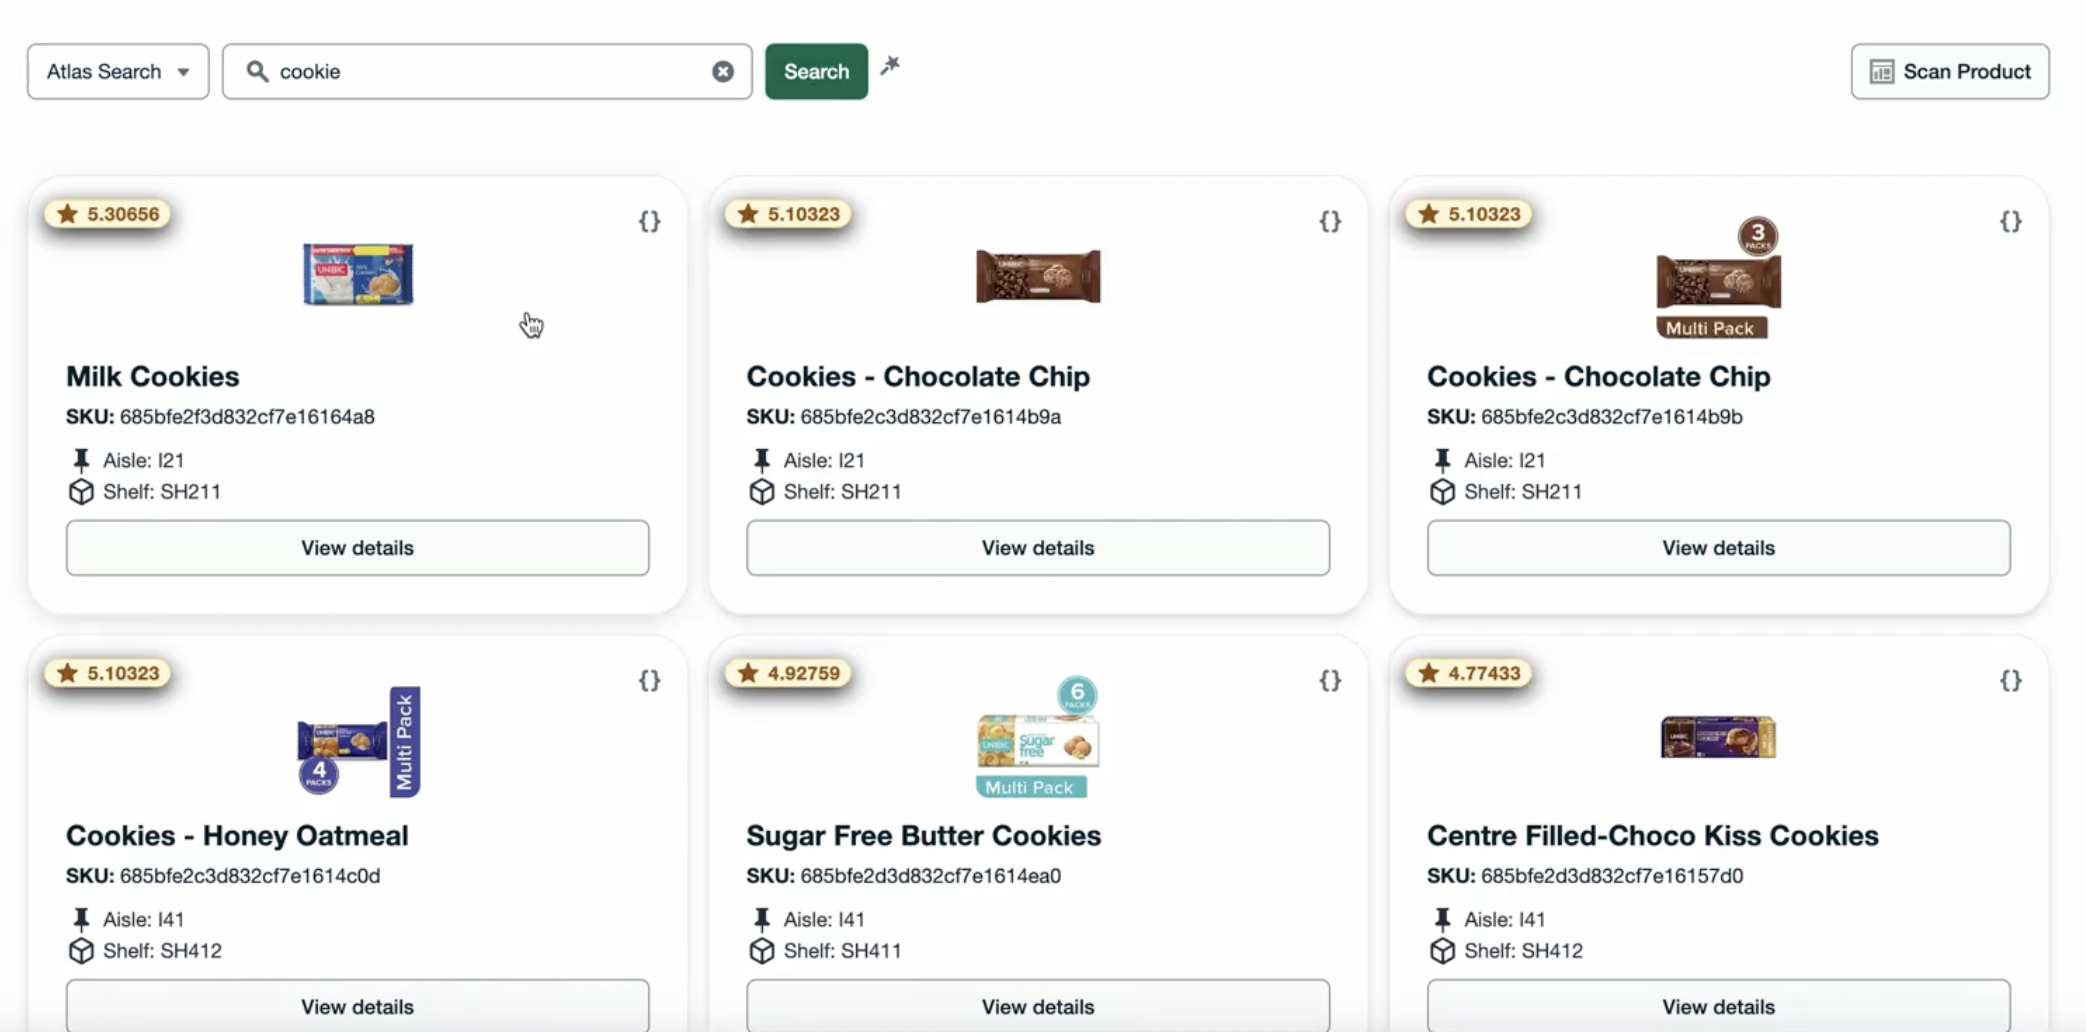 Atlas Search
cookie
Search
Scan Product
5.30656
{}
5.10323
{}
5.10323
{}
UNIBIC
UNIBIC
3
PACKS
UNIBIC
Multi Pack
Milk Cookies
Cookies - Chocolate Chip
Cookies - Chocolate Chip
SKU: 685bfe2f3d832cf7e16164a8
SKU: 685bfe2c3d832cf7e1614b9a
SKU: 685bfe2c3d832cf7e1614b9b
Aisle: I21
Aisle: I21
Aisle: I21
Shelf: SH211
Shelf: SH211
Shelf: SH211
View details
View details
View details
5.10323
{}
4.92759
{}
4.77433
{}
UNIBIC
4
PACKS
Multi Pack
6
PACKS
UNIBIC
Sugar
free
Multi Pack
UNIBIC
Cookies - Honey Oatmeal
Sugar Free Butter Cookies
Centre Filled-Choco Kiss Cookies
SKU: 685bfe2c3d832cf7e1614c0d
SKU: 685bfe2d3d832cf7e1614ea0
SKU: 685bfe2d3d832cf7e16157d0
Aisle: I41
Aisle: I41
Aisle: I41
Shelf: SH412
Shelf: SH411
Shelf: SH412
View details
View details
View details